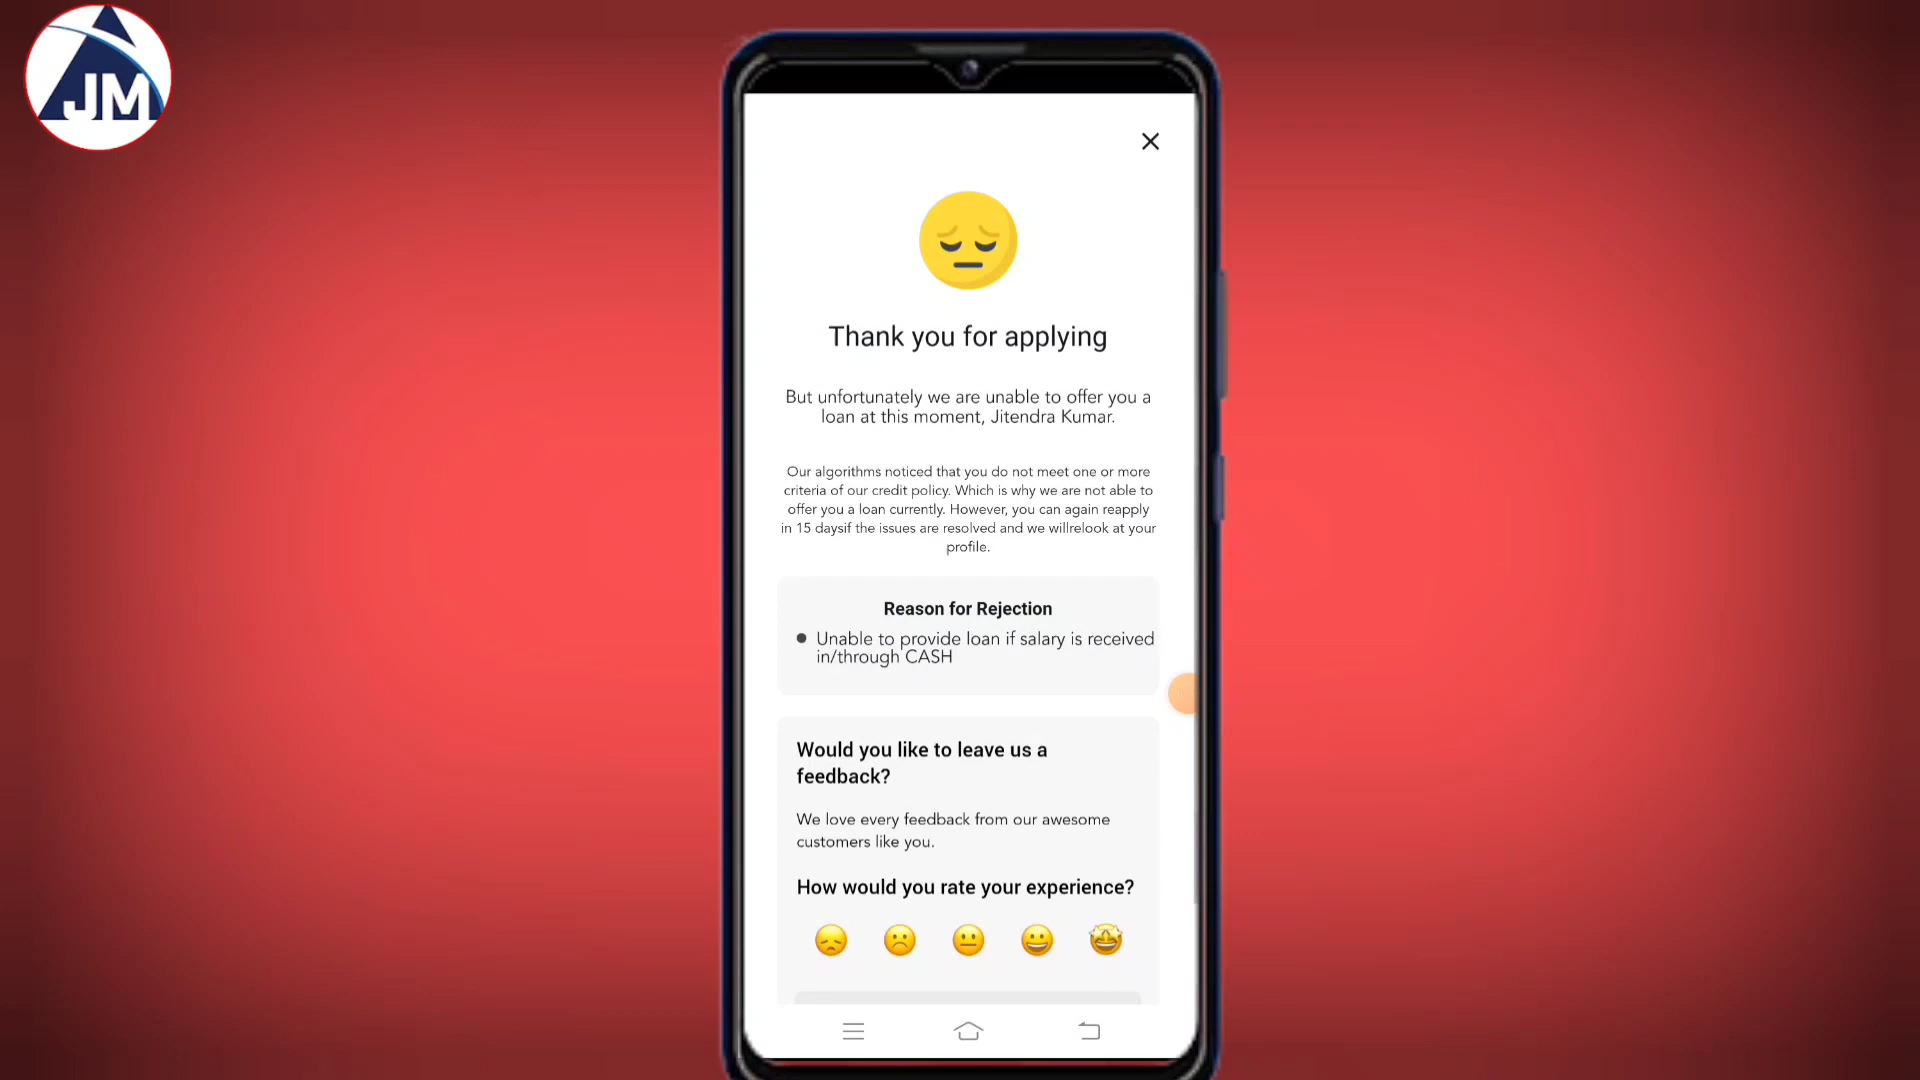 JM
Thank you for applying
But unfortunately we are unable to offer you a
loan at this moment, Jitendra Kumar.
Our algorithms noticed that you do not meet one or more
criteria of our credit policy. Which is why we are not able to
offer you a loan currently. However, you can again reapply
in 15 daysif the issues are resolved and we willrelook at your
profile.
Reason for Rejection
Unable to provide loan if salary is received
in/through CASH
Would you like to leave us a
feedback?
We love every feedback from our awesome
customers like you.
How would you rate your experience?